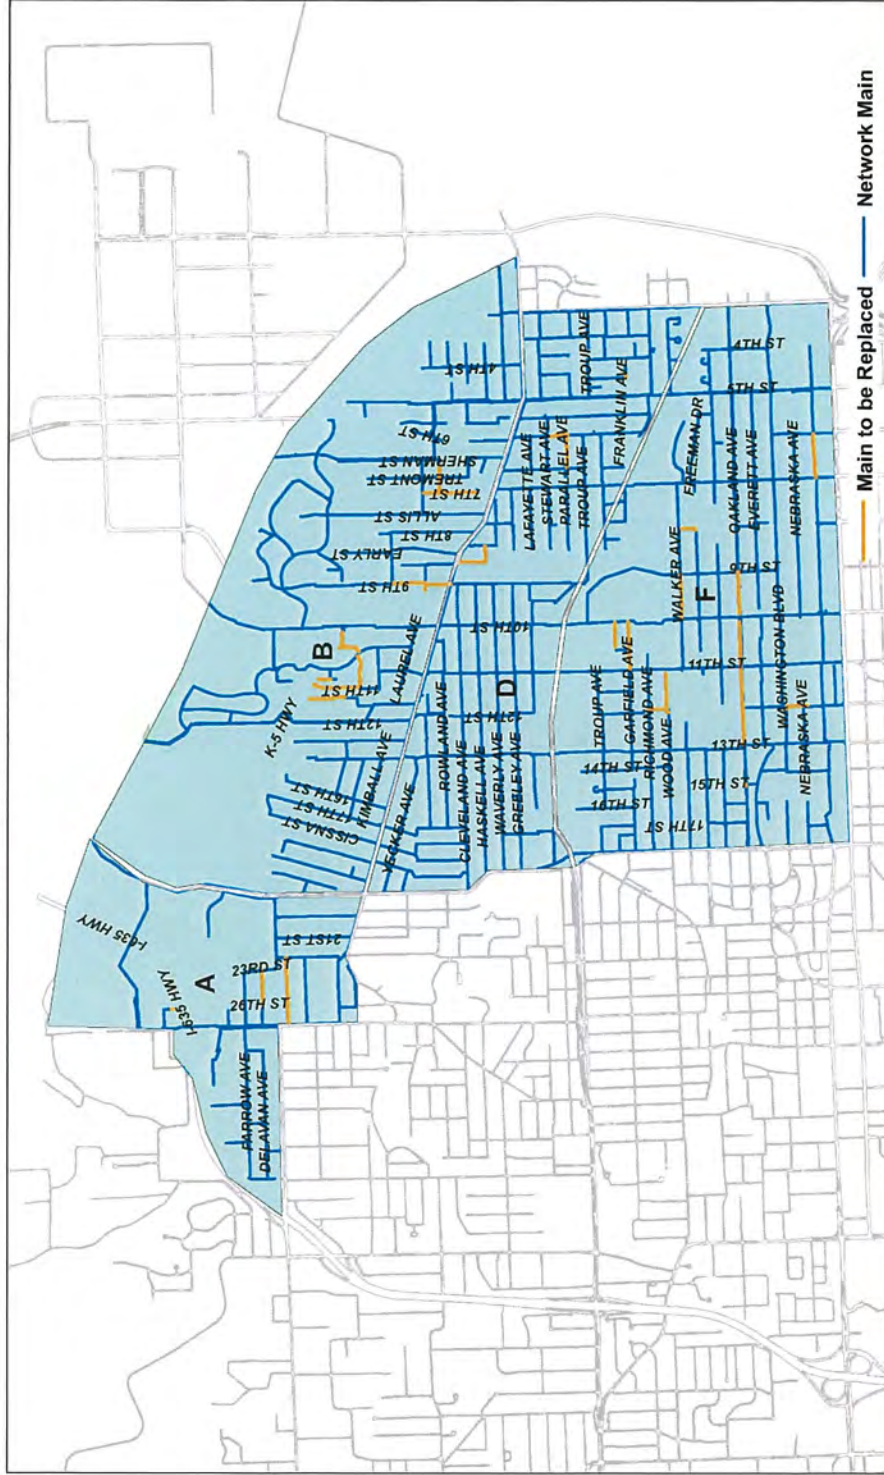 I-635 HWY
I-635 HWY
A
23RD ST
26TH ST
21ST ST
PARROW AVE
DELAVAN AVE
K-5 HWY
B
11TH ST
12TH ST
LAUREL AVE
KIMBALL AVE
16TH ST
17TH ST
CISSNA ST
YECKER AVE
9TH ST
EARLY ST
8TH ST
ALLIS ST
7TH ST
TREMONT ST
SHERMAN ST
6TH ST
4TH ST
10TH ST
ROWLAND AVE
12TH ST
D
CLEVELAND AVE
HASKELL AVE
WAVERLY AVE
GREELEY AVE
LAFAYETTE AVE
STEWART AVE
PARALLEL AVE
TROUP AVE
TROUP AVE
FRANKLIN AVE
TROUP AVE
GARFIELD AVE
RICHMOND AVE
WOOD AVE
14TH ST
16TH ST
17TH ST
15TH ST
13TH ST
11TH ST
WALKER AVE
F
FREEMAN DR
OAKLAND AVE
EVERETT AVE
9TH ST
5TH ST
4TH ST
NEBRASKA AVE
WASHINGTON BLVD
NEBRASKA AVE
Main to be Replaced
Network Main